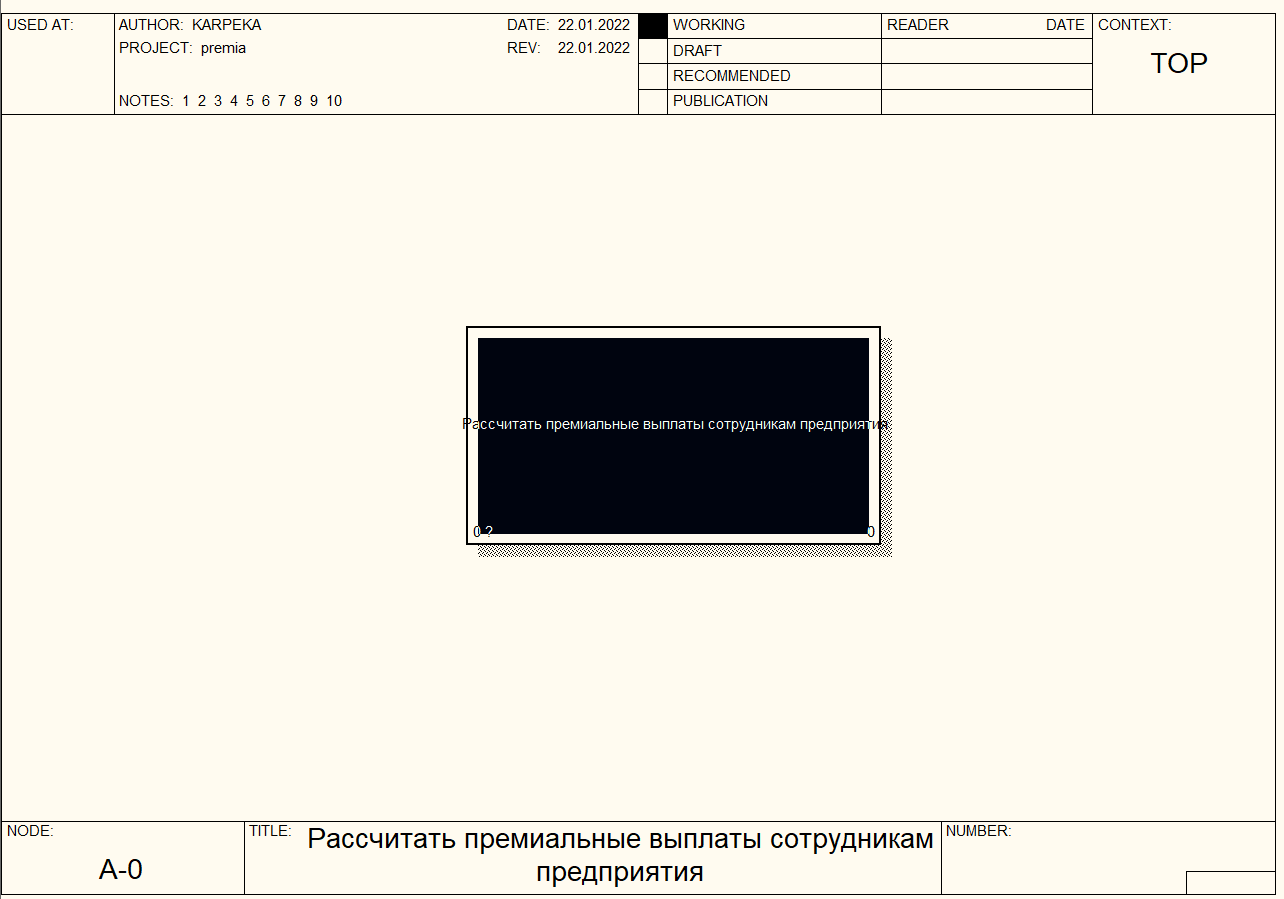 USED AT:
AUTHOR: KARPEKA
DATE: 22.01.2022
PROJECT: premia
REV: 22.01.2022
NOTES: 1 2 3 4 5 6 7 8 9 10
WORKING
DRAFT
RECOMMENDED
PUBLICATION
READER DATE
CONTEXT:
TOP
Рассчитать премиальные выплаты сотрудникам предприятия
0 ?
0
NODE:
A-0
TITLE:
Рассчитать премиальные выплаты сотрудникам
предприятия
NUMBER: